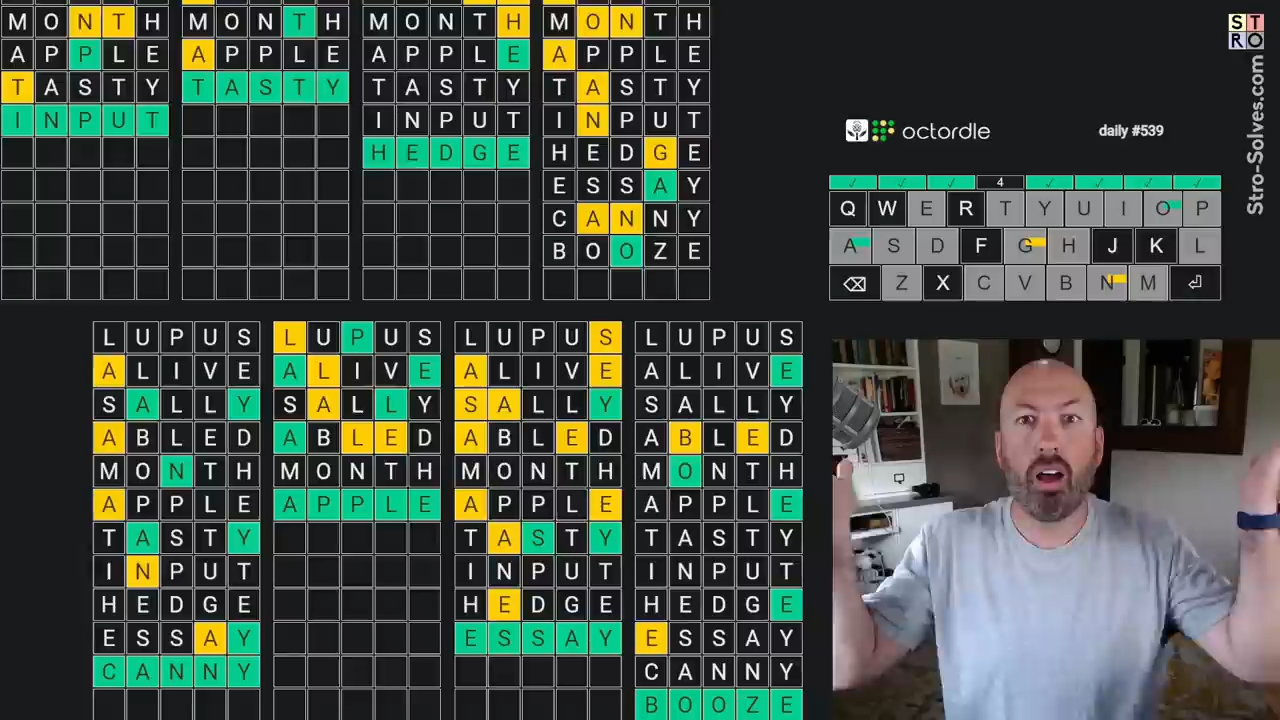 MONTH MONTH MONTH MONTH
APPLE APPLE APPLE APPLE
TASTY TASTY TASTY TASTY
INPUT INPUT INPUT
HEDGE HEDGE
ESSAY
CANNY
BOOZE
LUPUS LUPUS LUPUS LUPUS
ALIVE ALIVE ALIVE ALIVE
SALLY SALLY SALLY SALLY
ABLED ABLED ABLED ABLED
MONTH MONTH MONTH MONTH
APPLE APPLE APPLE APPLE
TASTY TASTY TASTY
INPUT INPUT INPUT
HEDGE HEDGE HEDGE
ESSAY ESSAY ESSAY
CANNY CANNY
BOOZE
octordle daily #539
4
Q W E R T Y U I O P
A S D F G H J K L
Z X C V B N M
ST
RO
Stro-Solves.com